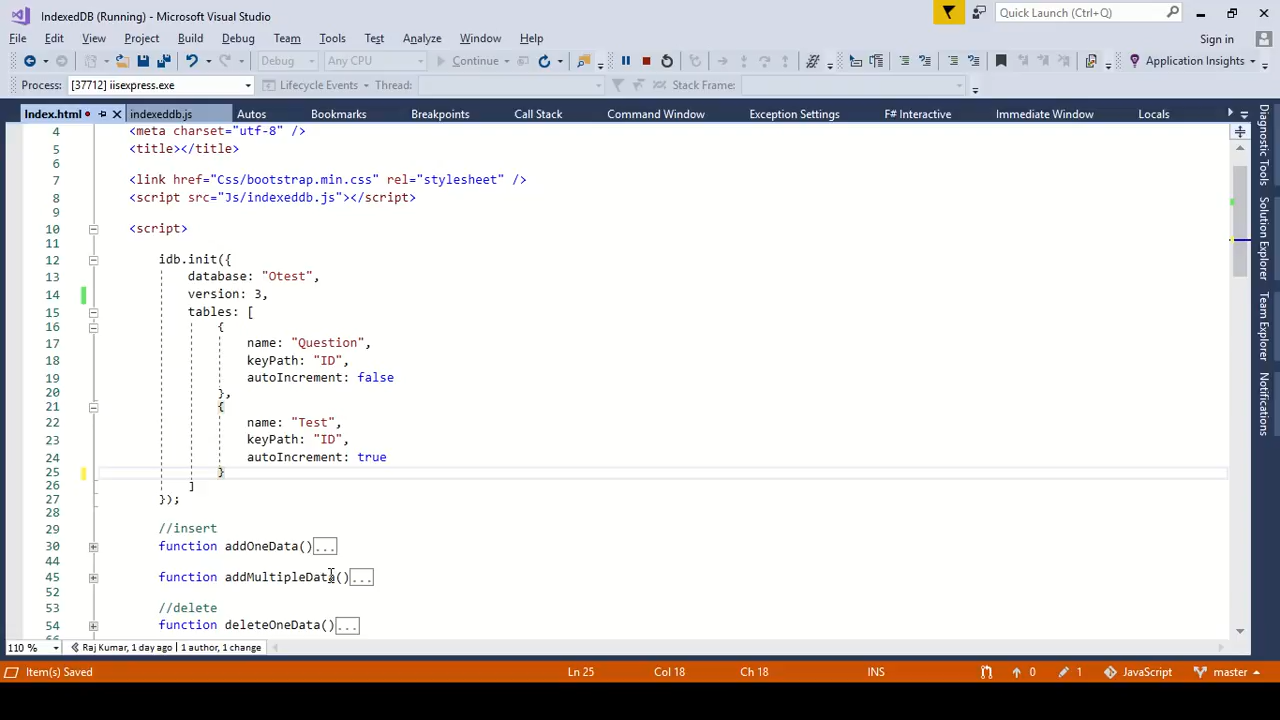 IndexedDB (Running) - Microsoft Visual Studio
Quick Launch (Ctrl+Q)
File Edit View Project Build Debug Team Tools Test Analyze Window Help
Sign in
Debug Any CPU Continue Application Insights
Process: [37712] iisexpress.exe Lifecycle Events Thread: Stack Frame:
Index.html indexeddb.js Autos Bookmarks Breakpoints Call Stack Command Window Exception Settings F# Interactive Immediate Window Locals
4 <meta charset="utf-8" />
5 <title></title>
6
7 <link href="Css/bootstrap.min.css" rel="stylesheet" />
8 <script src="Js/indexeddb.js"></script>
9
10 <script>
11
12 idb.init({
13 database: "Otest",
14 version: 3,
15 tables: [
16 {
17 name: "Question",
18 keyPath: "ID",
19 autoIncrement: false
20 },
21 {
22 name: "Test",
23 keyPath: "ID",
24 autoIncrement: true
25 }
26 ]
27 });
28
29 //insert
30 function addOneData()...
44
45 function addMultipleData()...
52
53 //delete
54 function deleteOneData()...
110 % Raj Kumar, 1 day ago | 1 author, 1 change
Item(s) Saved Ln 25 Col 18 Ch 18 INS 0 1 JavaScript master
Diagnostic Tools
Solution Explorer
Team Explorer
Notifications